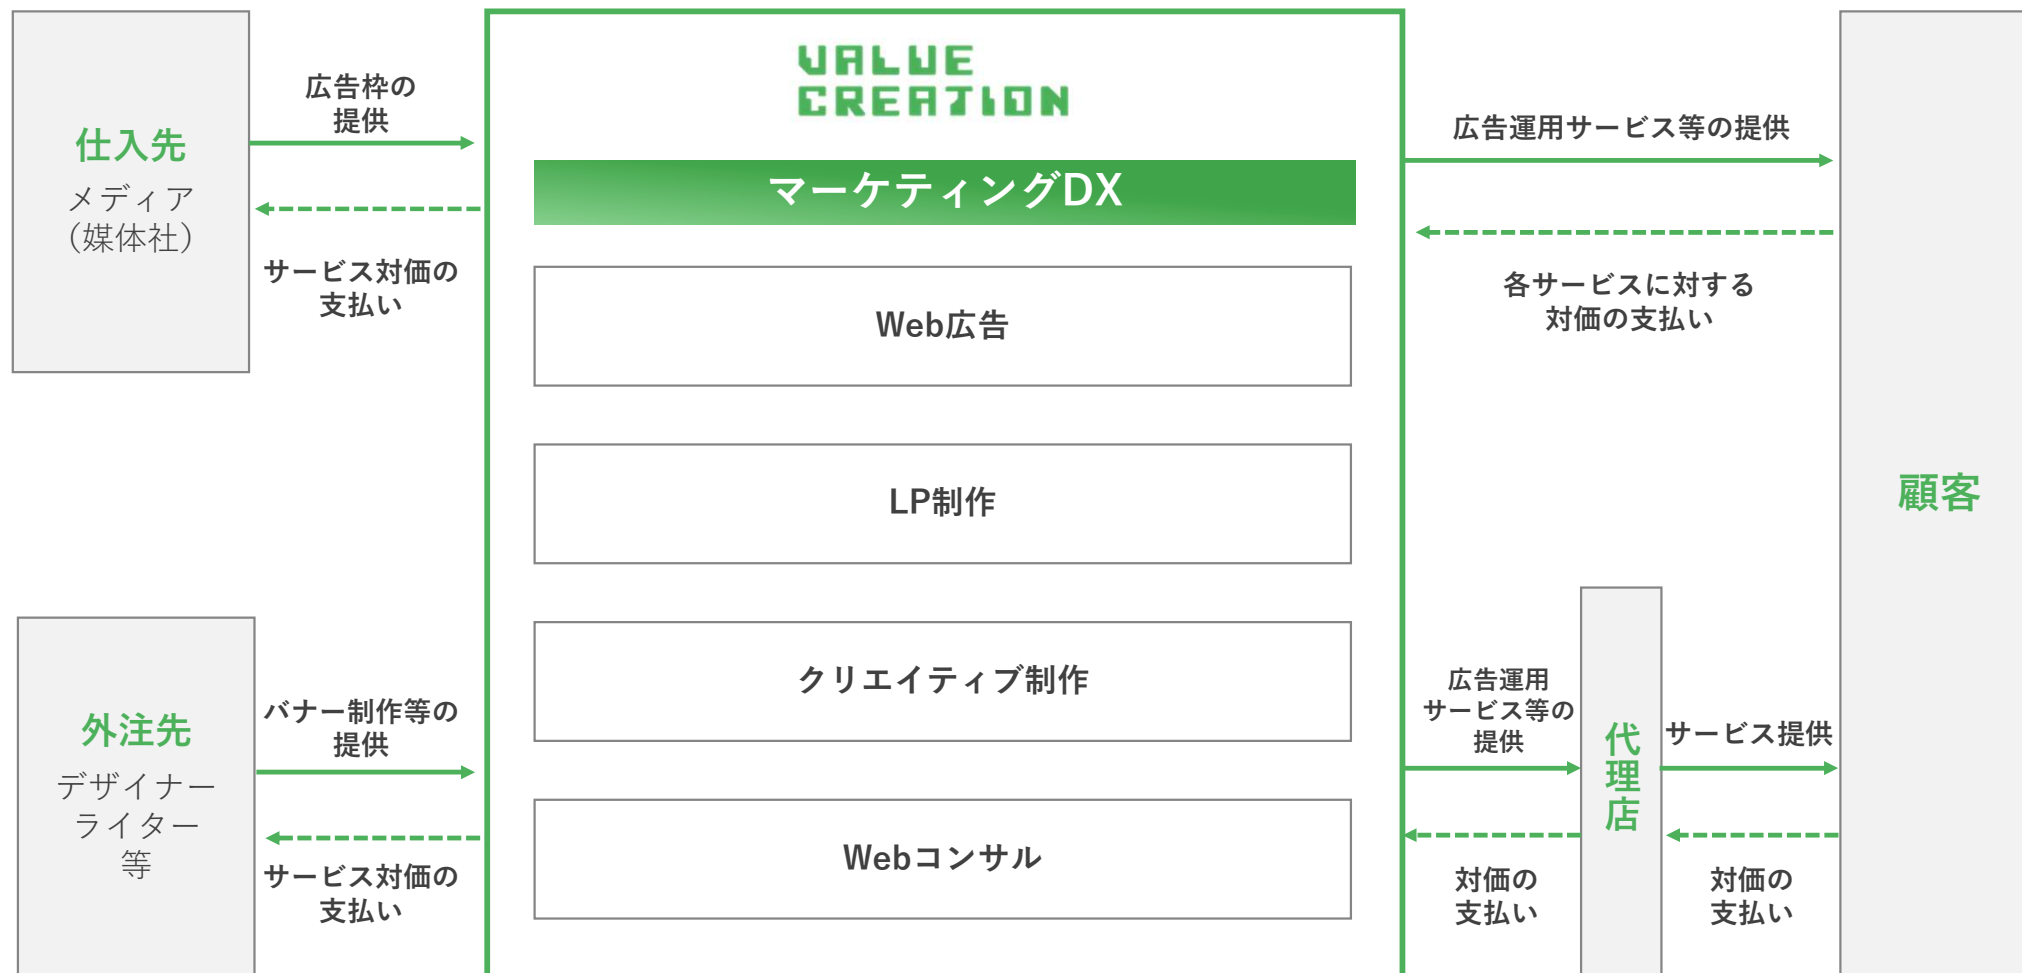 VALUE
CREATION
マーケティングDX
Web広告
LP制作
クリエイティブ制作
Webコンサル
仕入先
メディア
（媒体社）
広告枠の
提供
サービス対価の
支払い
外注先
デザイナー
ライター
等
バナー制作等の
提供
サービス対価の
支払い
広告運用サービス等の提供
各サービスに対する
対価の支払い
広告運用
サービス等の
提供
対価の
支払い
代理店
サービス提供
対価の
支払い
顧客